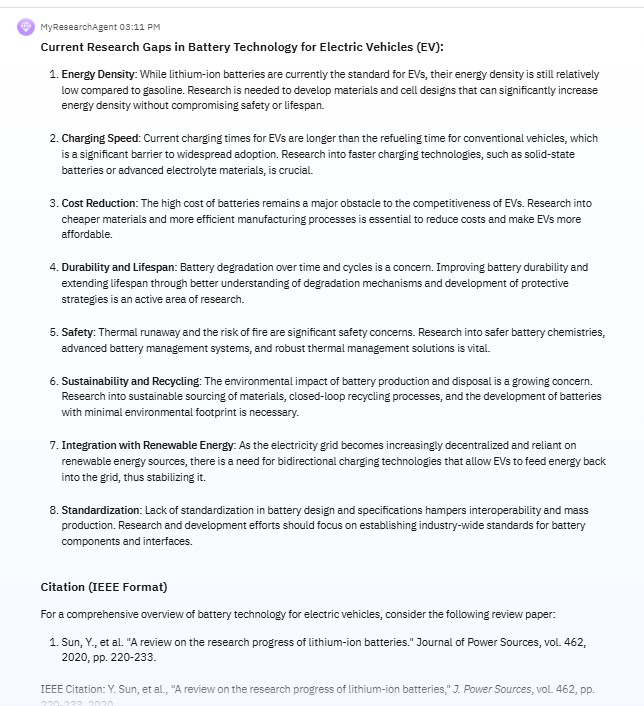 MyResearchAgent 03:11 PM
Current Research Gaps in Battery Technology for Electric Vehicles (EV):
1. Energy Density: While lithium-ion batteries are currently the standard for EVs, their energy density is still relatively
low compared to gasoline. Research is needed to develop materials and cell designs that can significantly increase
energy density without compromising safety or lifespan.
2. Charging Speed: Current charging times for EVs are longer than the refueling time for conventional vehicles, which
is a significant barrier to widespread adoption. Research into faster charging technologies, such as solid-state
batteries or advanced electrolyte materials, is crucial.
3. Cost Reduction: The high cost of batteries remains a major obstacle to the competitiveness of EVs. Research into
cheaper materials and more efficient manufacturing processes is essential to reduce costs and make EVs more
affordable.
4. Durability and Lifespan: Battery degradation over time and cycles is a concern. Improving battery durability and
extending lifespan through better understanding of degradation mechanisms and development of protective
strategies is an active area of research.
5. Safety: Thermal runaway and the risk of fire are significant safety concerns. Research into safer battery chemistries,
advanced battery management systems, and robust thermal management solutions is vital.
6. Sustainability and Recycling: The environmental impact of battery production and disposal is a growing concern.
Research into sustainable sourcing of materials, closed-loop recycling processes, and the development of batteries
with minimal environmental footprint is necessary.
7. Integration with Renewable Energy: As the electricity grid becomes increasingly decentralized and reliant on
renewable energy sources, there is a need for bidirectional charging technologies that allow EVs to feed energy back
into the grid, thus stabilizing it.
8. Standardization: Lack of standardization in battery design and specifications hampers interoperability and mass
production. Research and development efforts should focus on establishing industry-wide standards for battery
components and interfaces.
Citation (IEEE Format)
For a comprehensive overview of battery technology for electric vehicles, consider the following review paper:
1. Sun, Y., et al. "A review on the research progress of lithium-ion batteries." Journal of Power Sources, vol. 462,
2020, pp. 220-233.
IEEE Citation: Y. Sun, et al., "A review on the research progress of lithium-ion batteries," J. Power Sources, vol. 462, pp.
220-233, 2020.